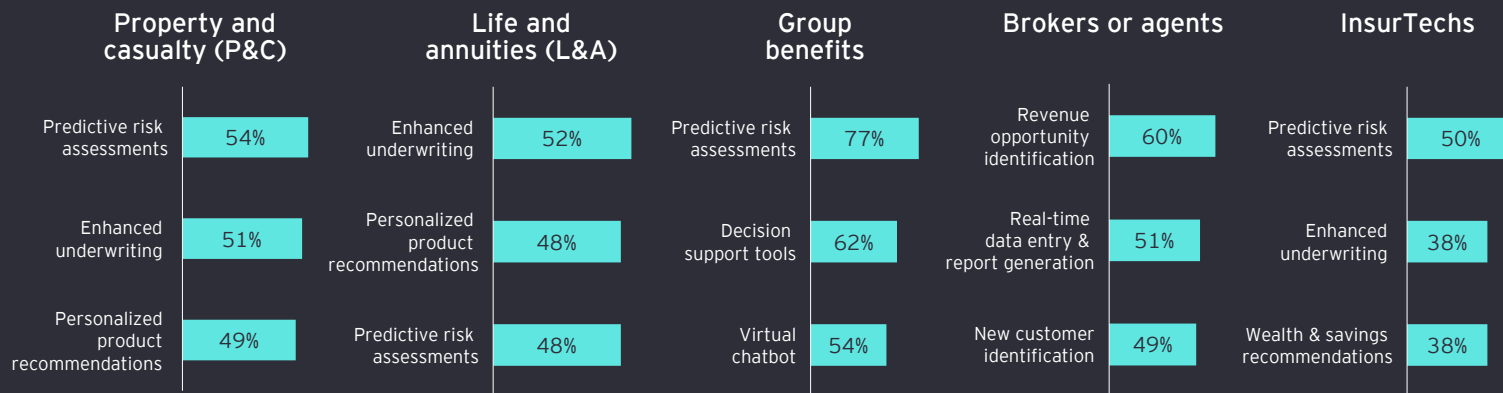 Property and
casualty (P&C)
Predictive risk
assessments
54%
Enhanced
underwriting
51%
Personalized
product
recommendations
49%
Life and
annuities (L&A)
Enhanced
underwriting
52%
Personalized
product
recommendations
48%
Predictive risk
assessments
48%
Group
benefits
Predictive risk
assessments
77%
Decision
support tools
62%
Virtual
chatbot
54%
Brokers or agents
Revenue
opportunity
identification
60%
Real-time
data entry &
report generation
51%
New customer
identification
49%
InsurTechs
Predictive risk
assessments
50%
Enhanced
underwriting
38%
Wealth & savings
recommendations
38%